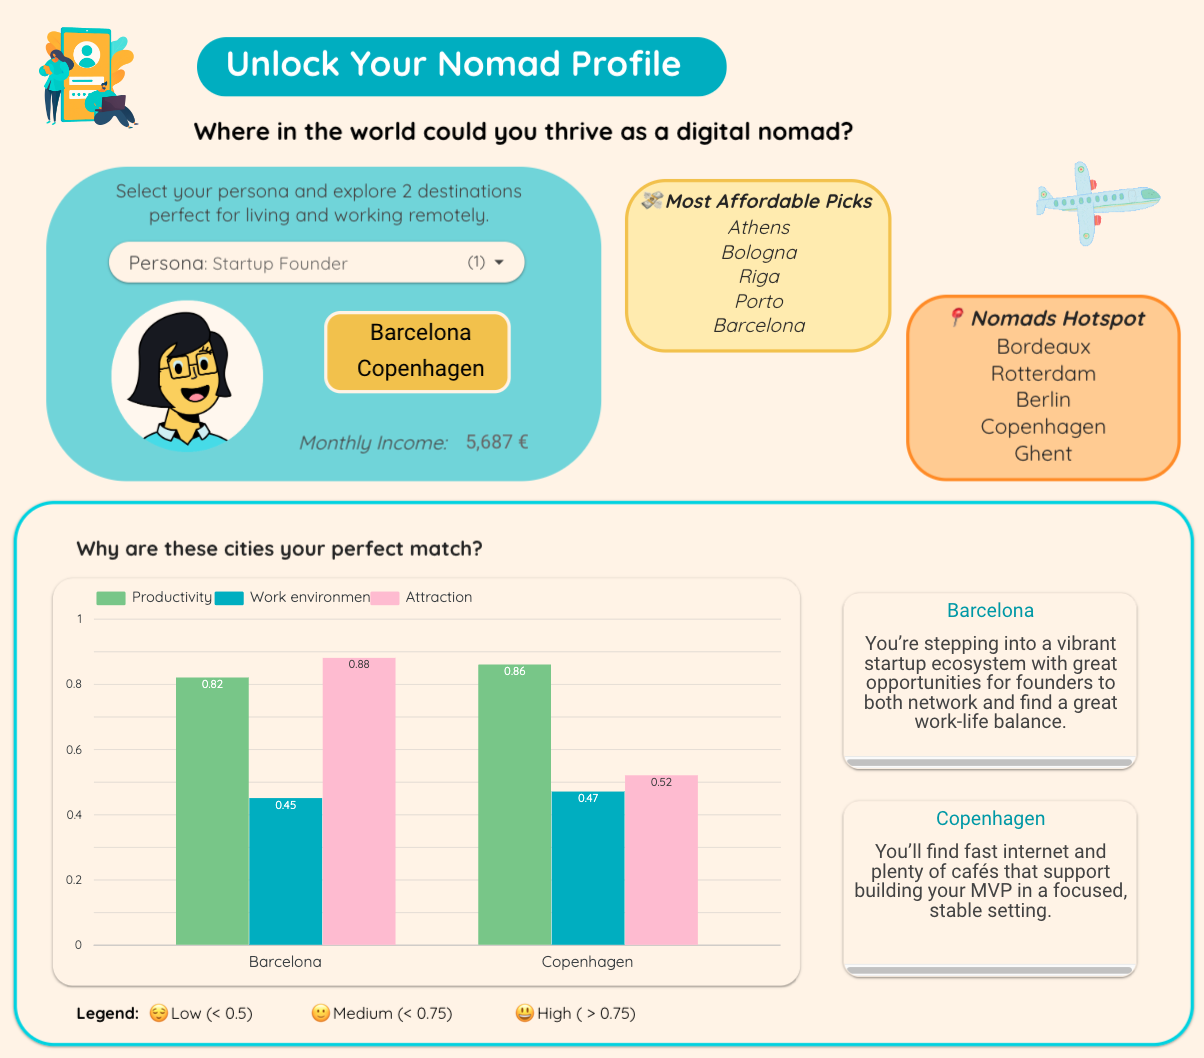 Unlock Your Nomad Profile
Where in the world could you thrive as a digital nomad?
Select your persona and explore 2 destinations
perfect for living and working remotely.
Persona: Startup Founder (1)
Barcelona
Copenhagen
Monthly Income: 5,687 €
Most Affordable Picks
Athens
Bologna
Riga
Porto
Barcelona
Nomads Hotspot
Bordeaux
Rotterdam
Berlin
Copenhagen
Ghent
Why are these cities your perfect match?
Productivity Work environmen Attraction
1
0.8
0.6
0.4
0.2
0
0.82
0.45
0.88
0.86
0.47
0.52
Barcelona
Copenhagen
Barcelona
You’re stepping into a vibrant
startup ecosystem with great
opportunities for founders to
both network and find a great
work-life balance.
Copenhagen
You’ll find fast internet and
plenty of cafés that support
building your MVP in a focused,
stable setting.
Legend: 😌 Low (< 0.5) 🙂 Medium (< 0.75) 😃 High ( > 0.75)